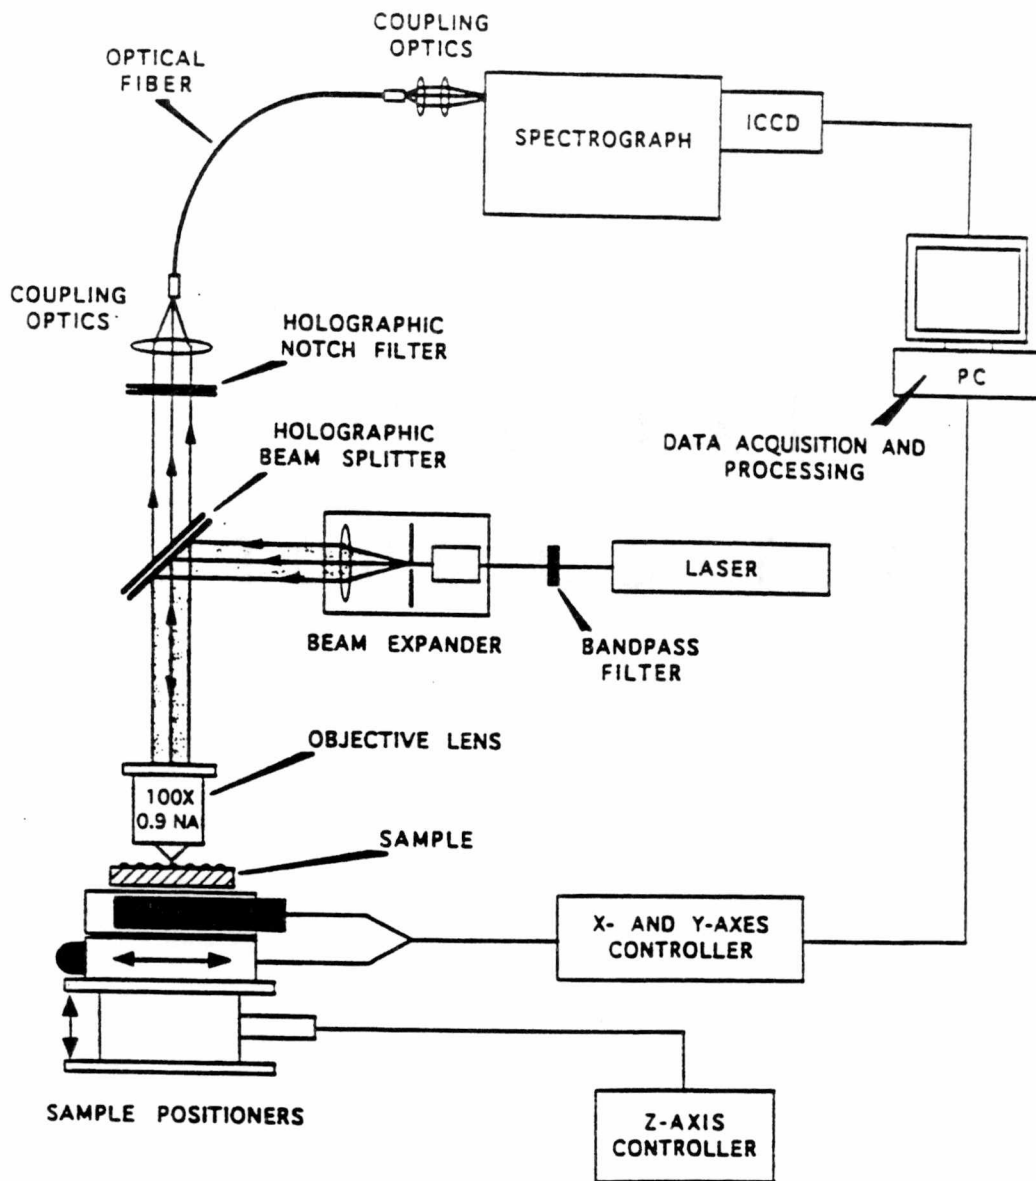 COUPLING
OPTICS
OPTICAL
FIBER
SPECTROGRAPH
ICCD
COUPLING
OPTICS
HOLOGRAPHIC
NOTCH FILTER
PC
HOLOGRAPHIC
BEAM SPLITTER
DATA ACQUISITION AND
PROCESSING
LASER
BEAM EXPANDER
BANDPASS
FILTER
OBJECTIVE LENS
100X
0.9 NA
SAMPLE
X- AND Y-AXES
CONTROLLER
SAMPLE POSITIONERS
Z-AXIS
CONTROLLER